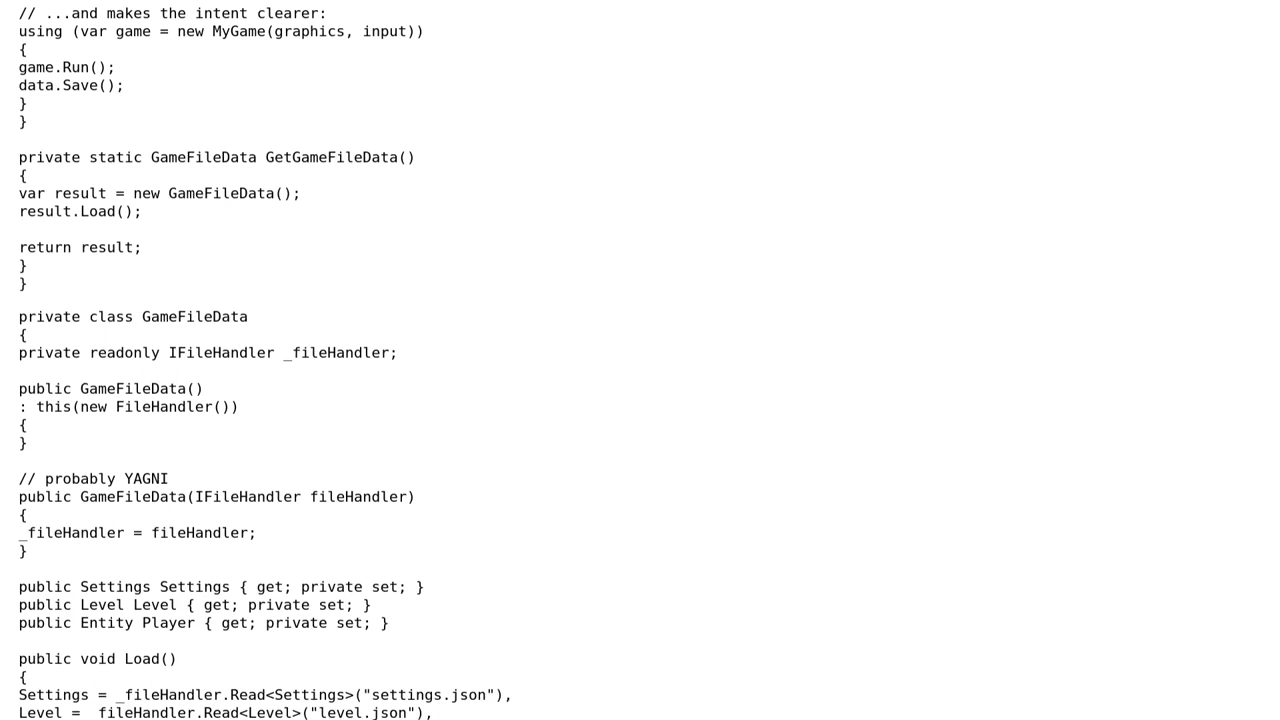 // ...and makes the intent clearer:
using (var game = new MyGame(graphics, input))
{
game.Run();
data.Save();
}
}
private static GameFileData GetGameFileData()
{
var result = new GameFileData();
result.Load();
return result;
}
}
private class GameFileData
{
private readonly IFileHandler _fileHandler;
public GameFileData()
: this(new FileHandler())
{
}
// probably YAGNI
public GameFileData(IFileHandler fileHandler)
{
_fileHandler = fileHandler;
}
public Settings Settings { get; private set; }
public Level Level { get; private set; }
public Entity Player { get; private set; }
public void Load()
{
Settings = _fileHandler.Read<Settings>("settings.json"),
Level = _fileHandler.Read<Level>("level.json"),